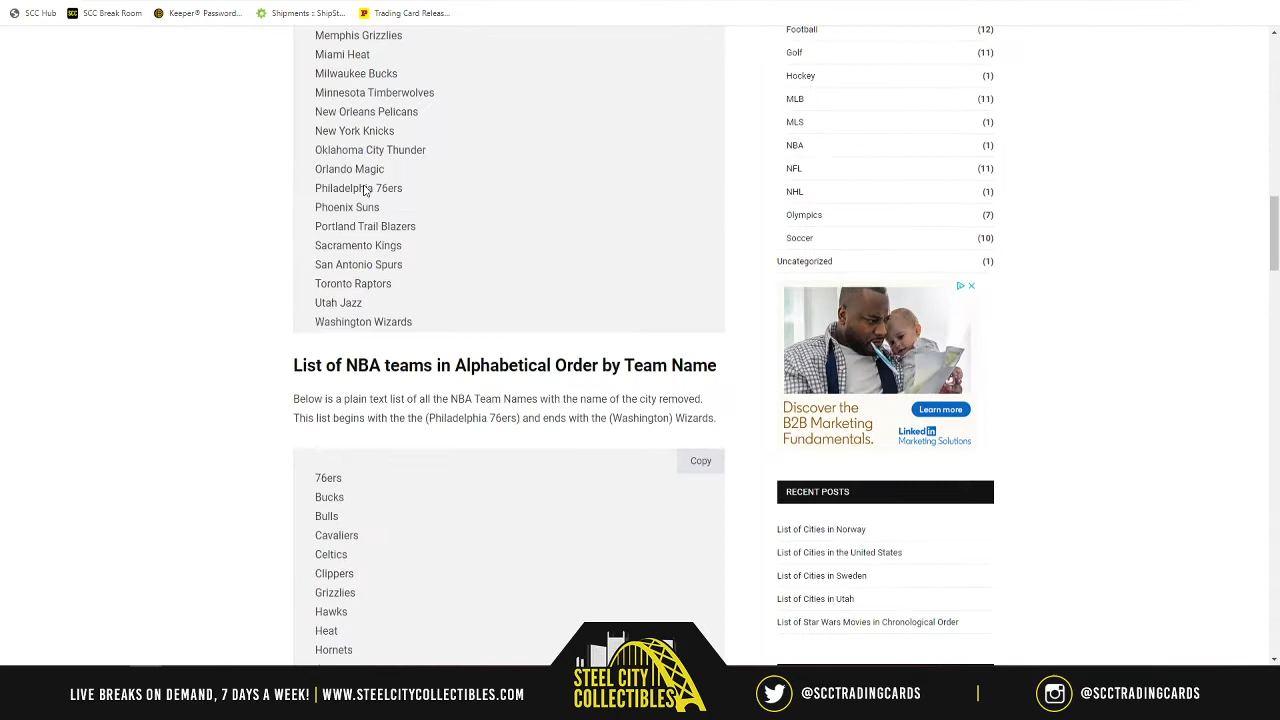 SCC Hub
SCC Break Room
Keeper® Password...
Shipments :: ShipSt...
Trading Card Releas...
Memphis Grizzlies
Miami Heat
Milwaukee Bucks
Minnesota Timberwolves
New Orleans Pelicans
New York Knicks
Oklahoma City Thunder
Orlando Magic
Philadelphia 76ers
Phoenix Suns
Portland Trail Blazers
Sacramento Kings
San Antonio Spurs
Toronto Raptors
Utah Jazz
Washington Wizards
List of NBA teams in Alphabetical Order by Team Name
Below is a plain text list of all the NBA Team Names with the name of the city removed.
This list begins with the the (Philadelphia 76ers) and ends with the (Washington) Wizards.
Copy
76ers
Bucks
Bulls
Cavaliers
Celtics
Clippers
Grizzlies
Hawks
Heat
Hornets
Football (12)
Golf (11)
Hockey (1)
MLB (11)
MLS (1)
NBA (1)
NFL (11)
NHL (1)
Olympics (7)
Soccer (10)
Uncategorized (1)
Discover the
B2B Marketing
Fundamentals.
Learn more
Linked in
Marketing Solutions
RECENT POSTS
List of Cities in Norway
List of Cities in the United States
List of Cities in Sweden
List of Cities in Utah
List of Star Wars Movies in Chronological Order
LIVE BREAKS ON DEMAND, 7 DAYS A WEEK! | WWW.STEELCITYCOLLECTIBLES.COM
STEEL CITY
COLLECTIBLES
@SCCTRADINGCARDS | @SCCTRADINGCARDS